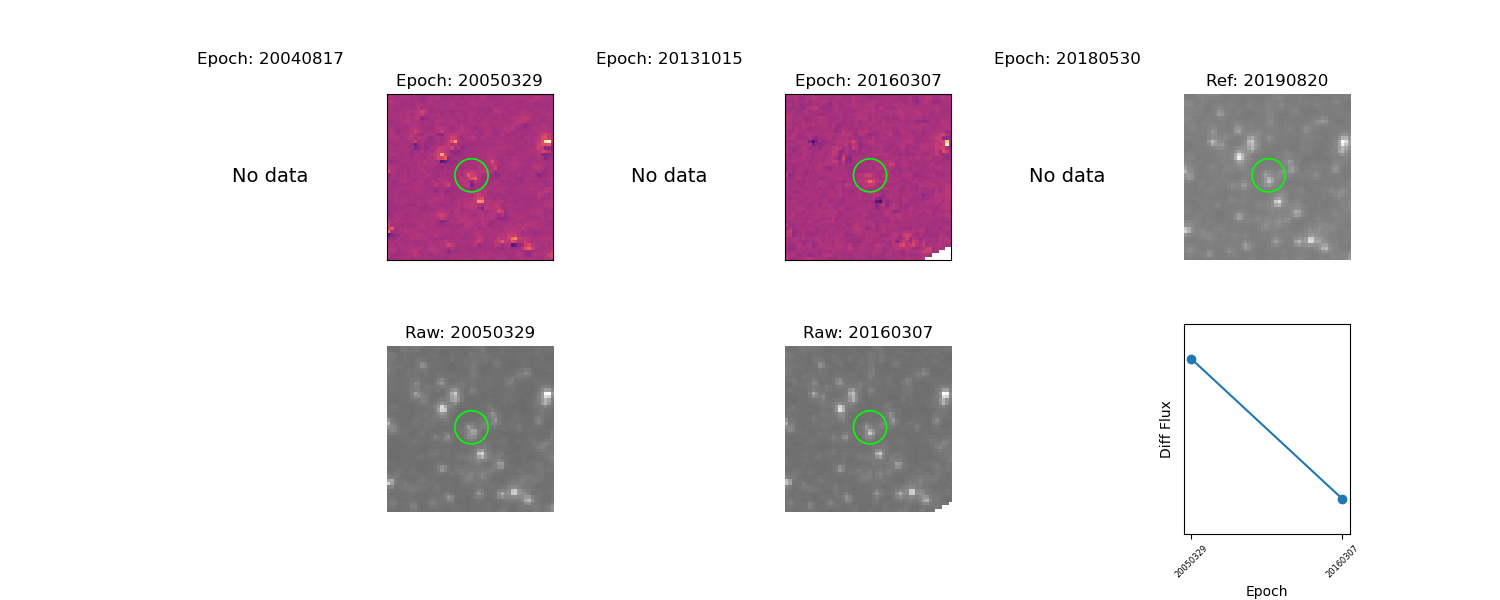 Epoch: 20040817
Epoch: 20131015
Epoch: 20180530
Epoch: 20050329
Epoch: 20160307
Ref: 20190820
No data
No data
No data
Raw: 20050329
Raw: 20160307
Diff Flux
20050329
20160307
Epoch